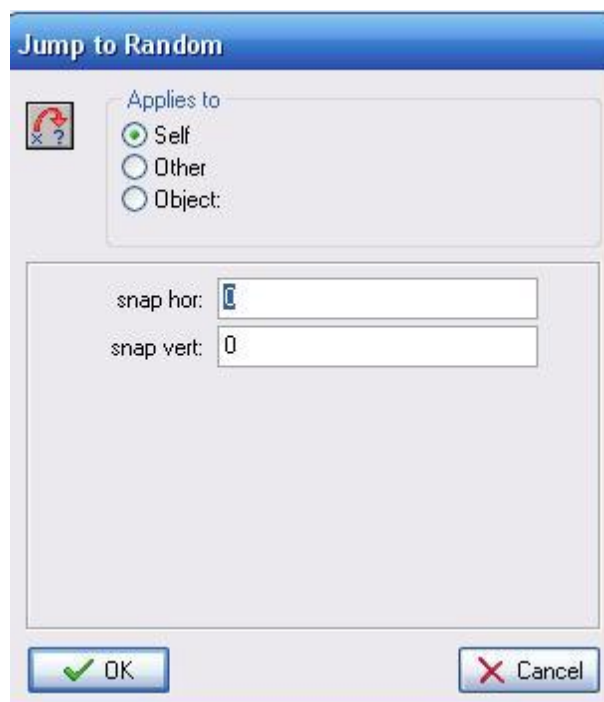 Jump to Random
Applies to
x ?
Self
Other
Object:
snap hor: 0
snap vert: 0
OK
Cancel